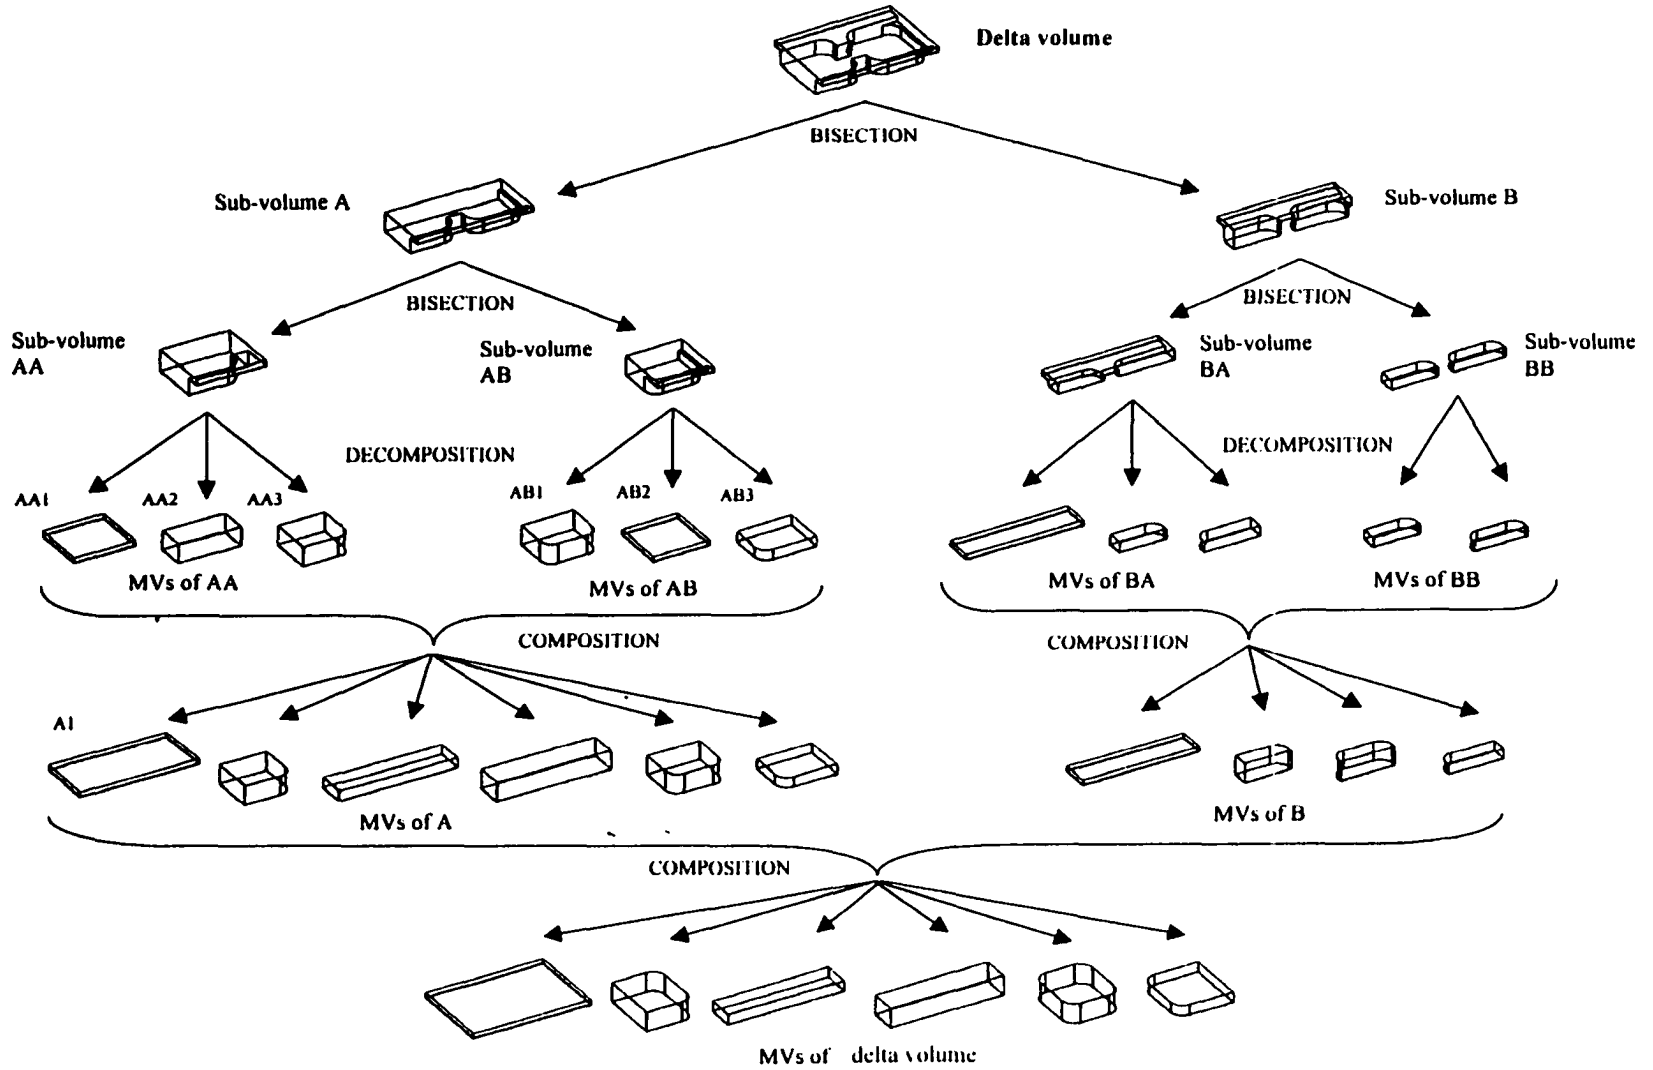 Delta volume
BISECTION
Sub-volume A
Sub-volume B
BISECTION
BISECTION
Sub-volume
AA
Sub-volume
AB
Sub-volume
BA
Sub-volume
BB
DECOMPOSITION
DECOMPOSITION
AA1
AA2
AA3
AB1
AB2
AB3
MVs of AA
MVs of AB
MVs of BA
MVs of BB
COMPOSITION
COMPOSITION
A1
MVs of A
MVs of B
COMPOSITION
MVs of delta volume